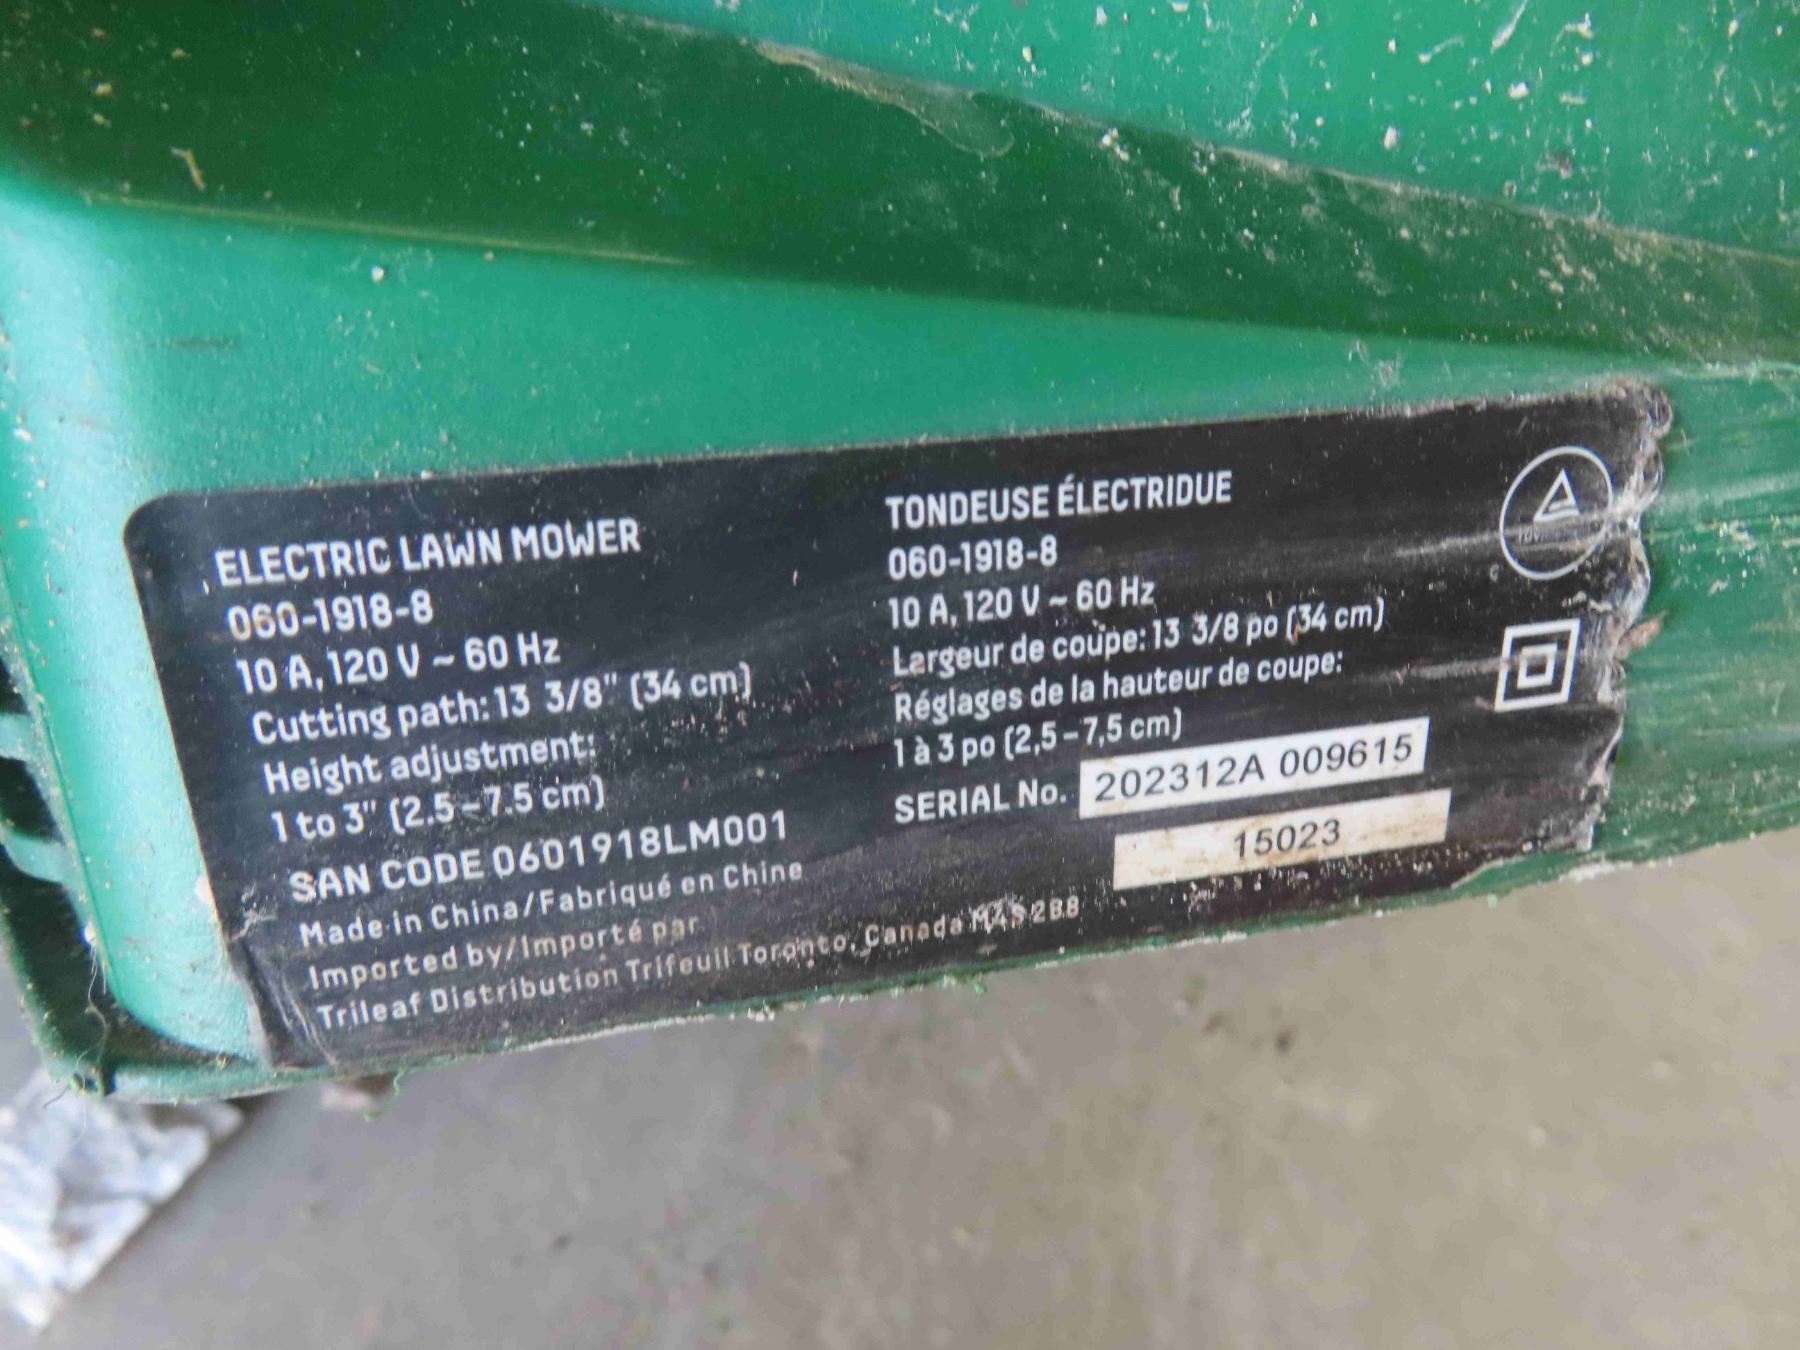 ELECTRIC LAWN MOWER
060-1918-8
10 A, 120 V ~ 60 Hz
Cutting path: 13 3/8" (34 cm)
Height adjustment:
1 to 3" (2.5 – 7.5 cm)
SAN CODE 0601918LM001
Made in China/Fabriqué en Chine
Imported by/Importé par
Trileaf Distribution Trifeuil Toronto, Canada M4S 2B8
TONDEUSE ÉLECTRIDUE
060-1918-8
10 A, 120 V ~ 60 Hz
Largeur de coupe: 13 3/8 po (34 cm)
Réglages de la hauteur de coupe:
1 à 3 po (2,5 – 7,5 cm)
SERIAL No. 202312A 009615
15023